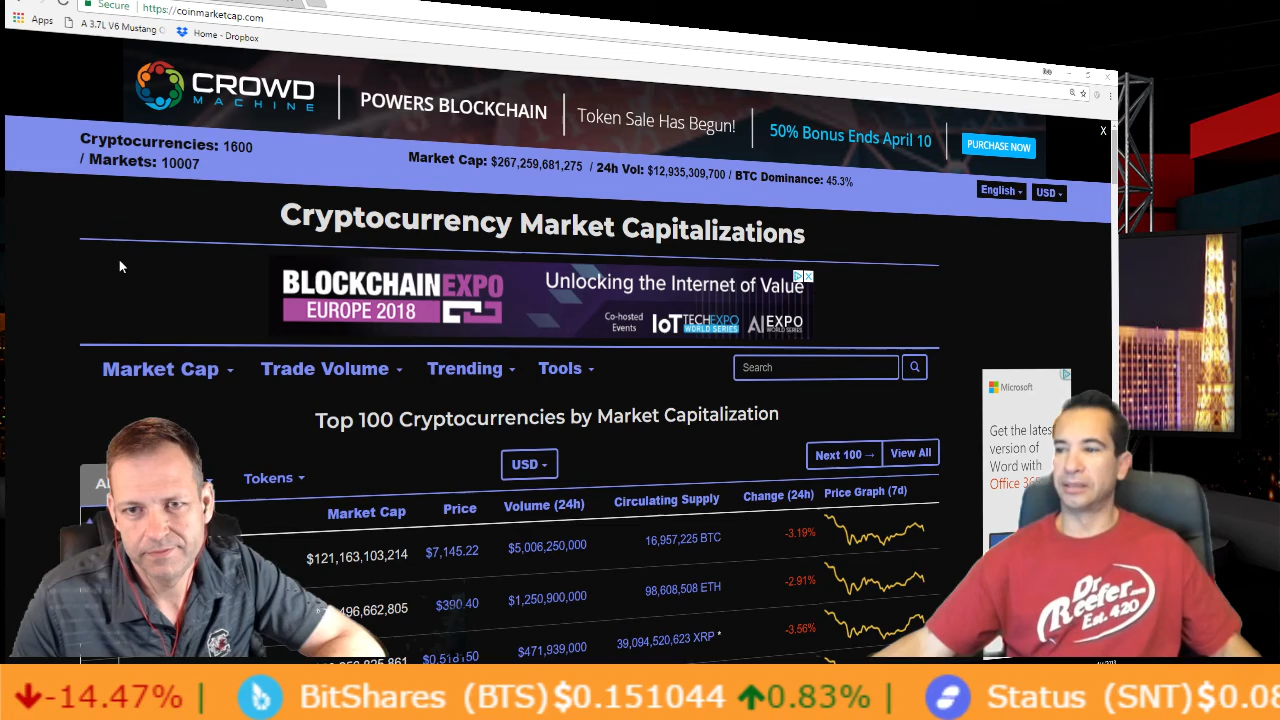 Secure | https://coinmarketcap.com
Apps A 3.7L V6 Mustang Home - Dropbox
CROWD MACHINE | POWERS BLOCKCHAIN | Token Sale Has Begun! | 50% Bonus Ends April 10 | PURCHASE NOW
X
Cryptocurrencies: 1600
/ Markets: 10007
Market Cap: $267,259,681,275 / 24h Vol: $12,935,309,700 / BTC Dominance: 45.3%
English USD
Cryptocurrency Market Capitalizations
BLOCKCHAIN EXPO
EUROPE 2018
Unlocking the Internet of Value
Co-hosted Events IoT TECH EXPO WORLD SERIES AI EXPO WORLD SERIES
Market Cap Trade Volume Trending Tools Search
Top 100 Cryptocurrencies by Market Capitalization
Tokens USD Next 100 → View All
Market Cap Price Volume (24h) Circulating Supply Change (24h) Price Graph (7d)
$121,163,103,214 $7,145.22 $5,006,250,000 16,957,225 BTC -3.19%
496,662,805 $390.40 $1,250,900,000 98,608,508 ETH -2.91%
$471,939,000 39,094,520,623 XRP * -3.56%
Microsoft
Get the latest
version of
Word with
Office 365
Dr. Reefer
Est. 420
-14.47% | BitShares (BTS) $0.151044 0.83% | Status (SNT) $0.08